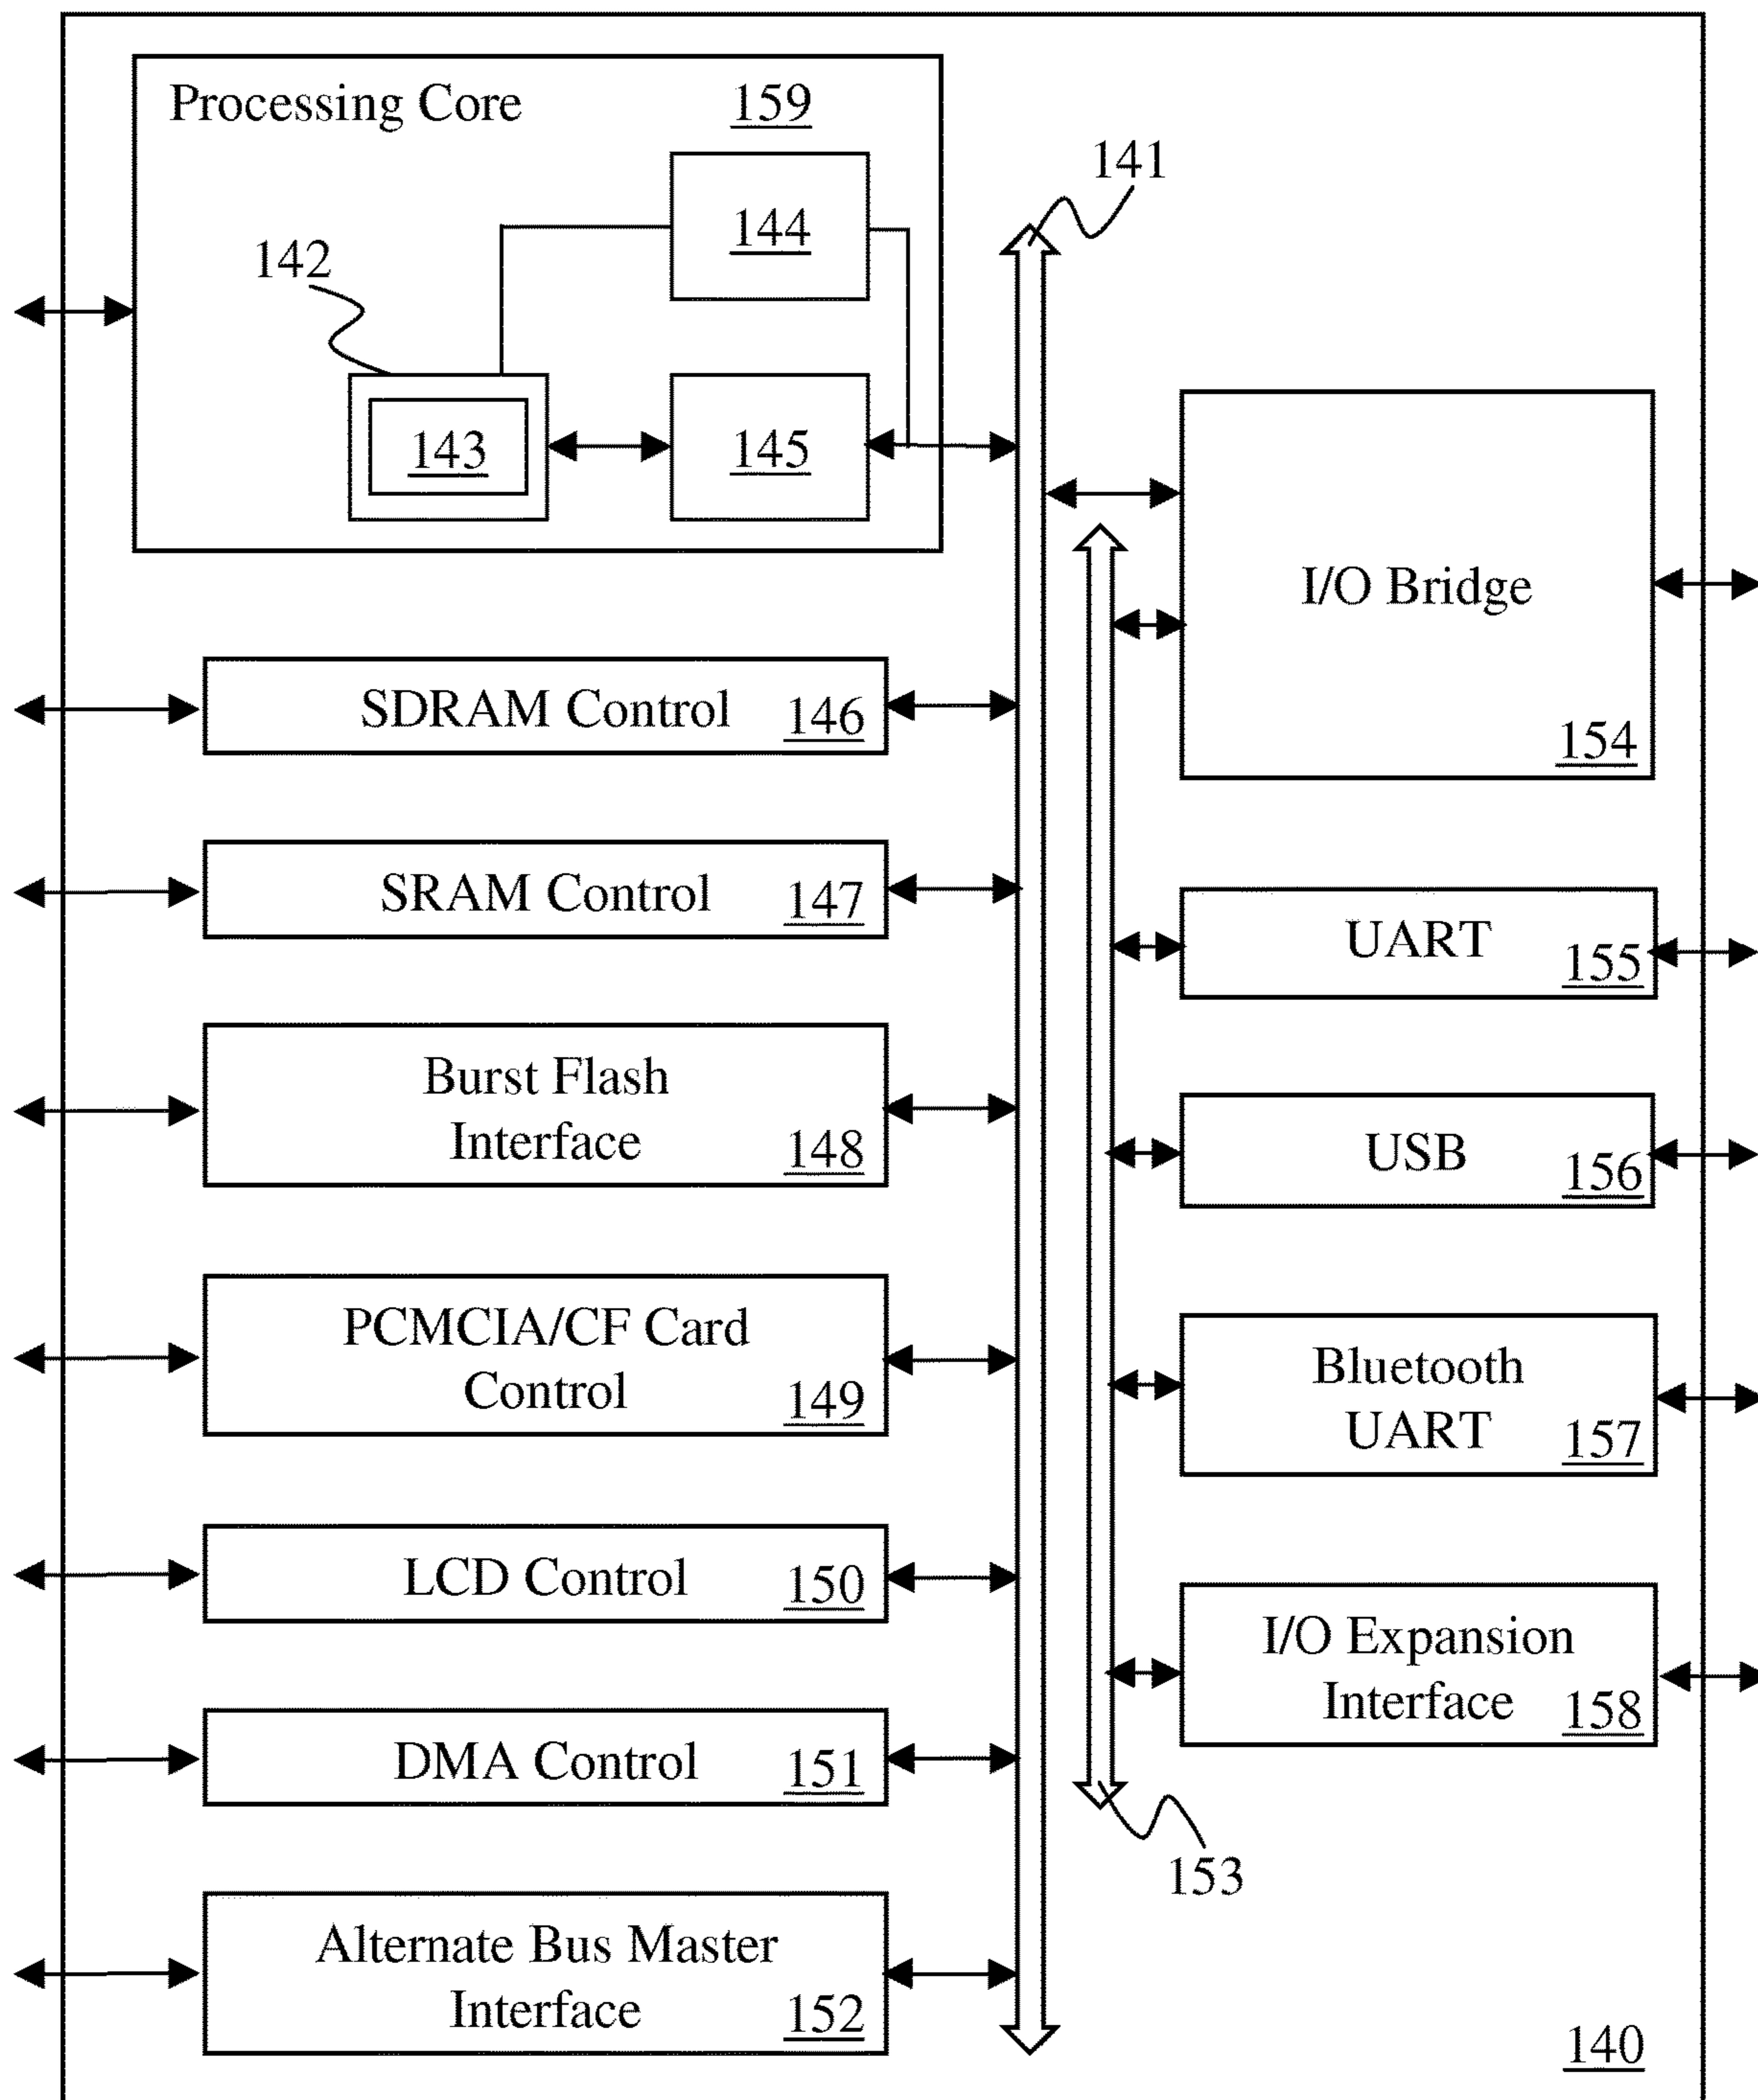 Processing Core
159
141
144
142
143
145
I/O Bridge
154
SDRAM Control
146
SRAM Control
147
UART
155
Burst Flash
Interface
148
USB
156
PCMCIA/CF Card
Control
149
Bluetooth
UART
157
LCD Control
150
I/O Expansion
Interface
158
DMA Control
151
153
Alternate Bus Master
Interface
152
140